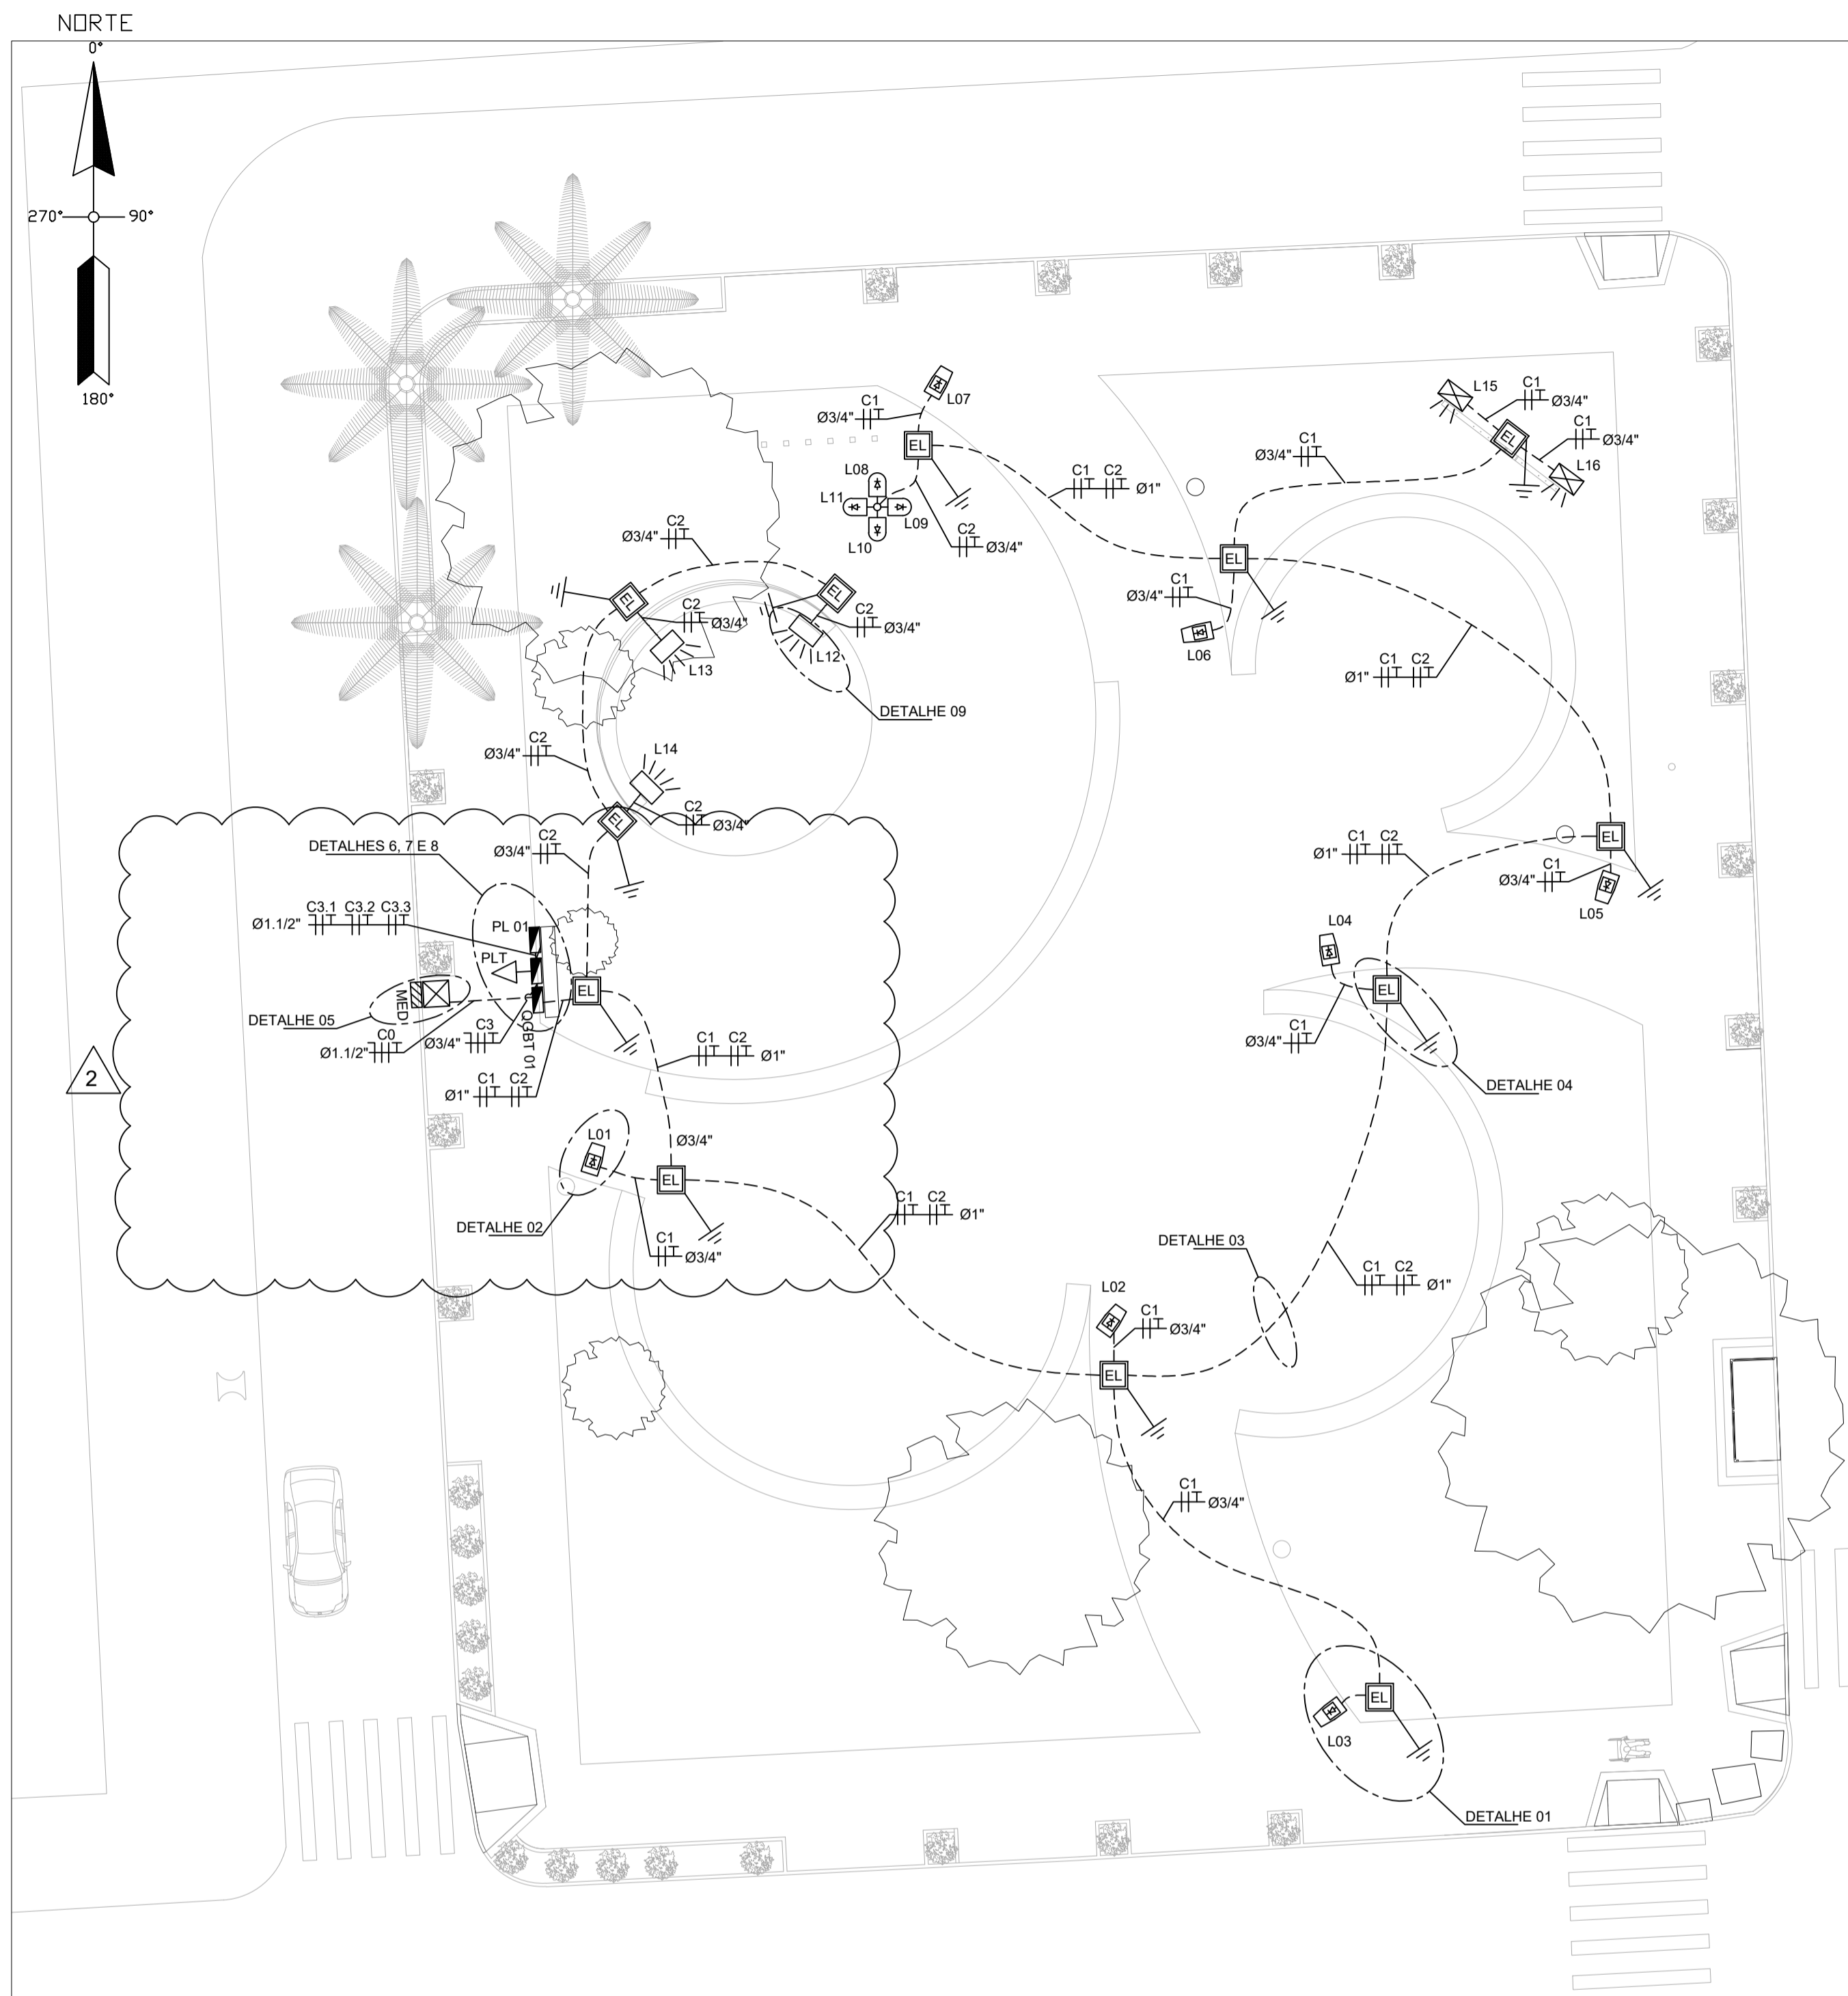 NORTE
0°
270°
90°
180°
L07
C1
Ø3/4"
EL
L08
L11
L09
L10
C2
Ø3/4"
C1 C2
Ø1"
L15
C1
Ø3/4"
EL
C1
Ø3/4"
L16
C1
Ø3/4"
EL
C1
Ø3/4"
L06
C1 C2
Ø1"
C2
Ø3/4"
EL
C2
Ø3/4"
L13
EL
C2
Ø3/4"
L12
DETALHE 09
C2
Ø3/4"
L14
EL
C2
Ø3/4"
C2
Ø3/4"
DETALHES 6, 7 E 8
C3.1 C3.2 C3.3
Ø1.1/2"
PL 01
PLT
EL
MED
QGBT 01
DETALHE 05
C0
Ø1.1/2"
C3
Ø3/4"
C1 C2
Ø1"
C1 C2
Ø1"
2
EL
C1
Ø3/4"
L05
C1 C2
Ø1"
L04
EL
C1
Ø3/4"
DETALHE 04
L01
Ø3/4"
EL
DETALHE 02
C1
Ø3/4"
C1 C2
Ø1"
DETALHE 03
C1 C2
Ø1"
L02
C1
Ø3/4"
EL
C1
Ø3/4"
EL
L03
DETALHE 01